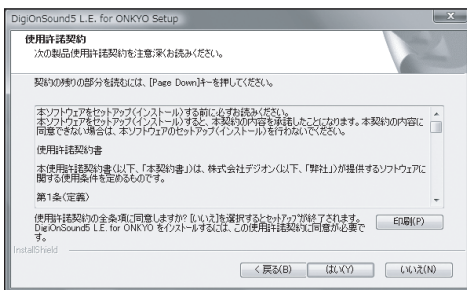 DigiOnSound5 L.E. for ONKYO Setup
使用許諾契約
次の製品使用許諾契約を注意深くお読みください。
契約の残りの部分を読むには、[Page Down]キーを押してください。
本ソフトウェアをセットアップ(インストール)する前に必ずお読みください。
本ソフトウェアをセットアップ(インストール)すると、本契約の内容を承諾したことになります。本契約の内容に
同意できない場合は、本ソフトウェアのセットアップ(インストール)を行わないでください。
使用許諾契約書
本使用許諾契約書(以下、「本契約書」)は、株式会社デジオン(以下、「弊社」)が提供するソフトウェアに
関する使用条件を定めるものです。
第1条(定義)
使用許諾契約の全条項に同意しますか? [いいえ]を選択するとセットアップが終了されます。
DigiOnSound5 L.E. for ONKYO をインストールするには、この使用許諾契約に同意が必要で
す。
印刷(P)
InstallShield
< 戻る(B)
はい(Y)
いいえ(N)